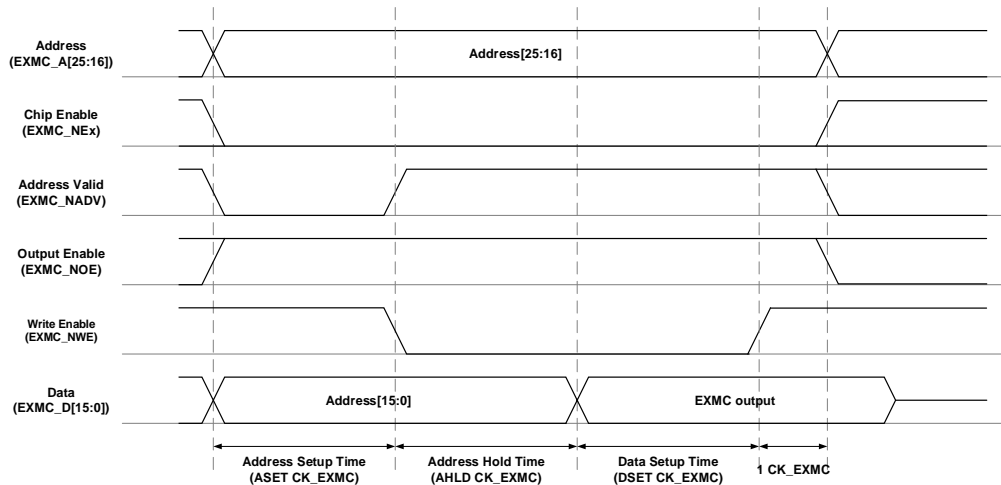 Address
(EXMC_A[25:16])
Address[25:16]
Chip Enable
(EXMC_NEx)
Address Valid
(EXMC_NADV)
Output Enable
(EXMC_NOE)
Write Enable
(EXMC_NWE)
Data
(EXMC_D[15:0])
Address[15:0]
EXMC output
Address Setup Time
(ASET CK_EXMC)
Address Hold Time
(AHLD CK_EXMC)
Data Setup Time
(DSET CK_EXMC)
1 CK_EXMC